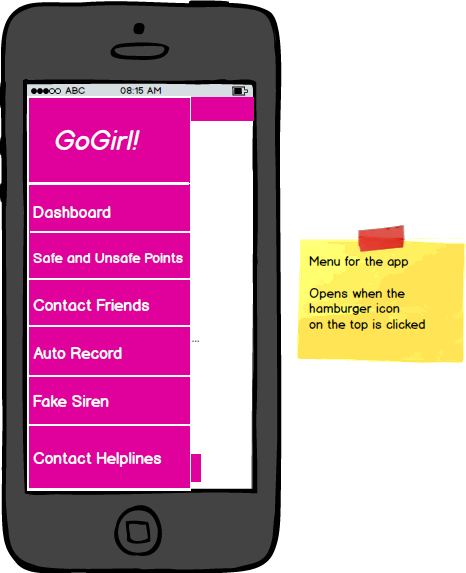 ABC 08:15 AM
GoGirl!
Dashboard
Safe and Unsafe Points
Contact Friends
Auto Record
...
Fake Siren
Contact Helplines
Menu for the app
Opens when the
hamburger icon
on the top is clicked